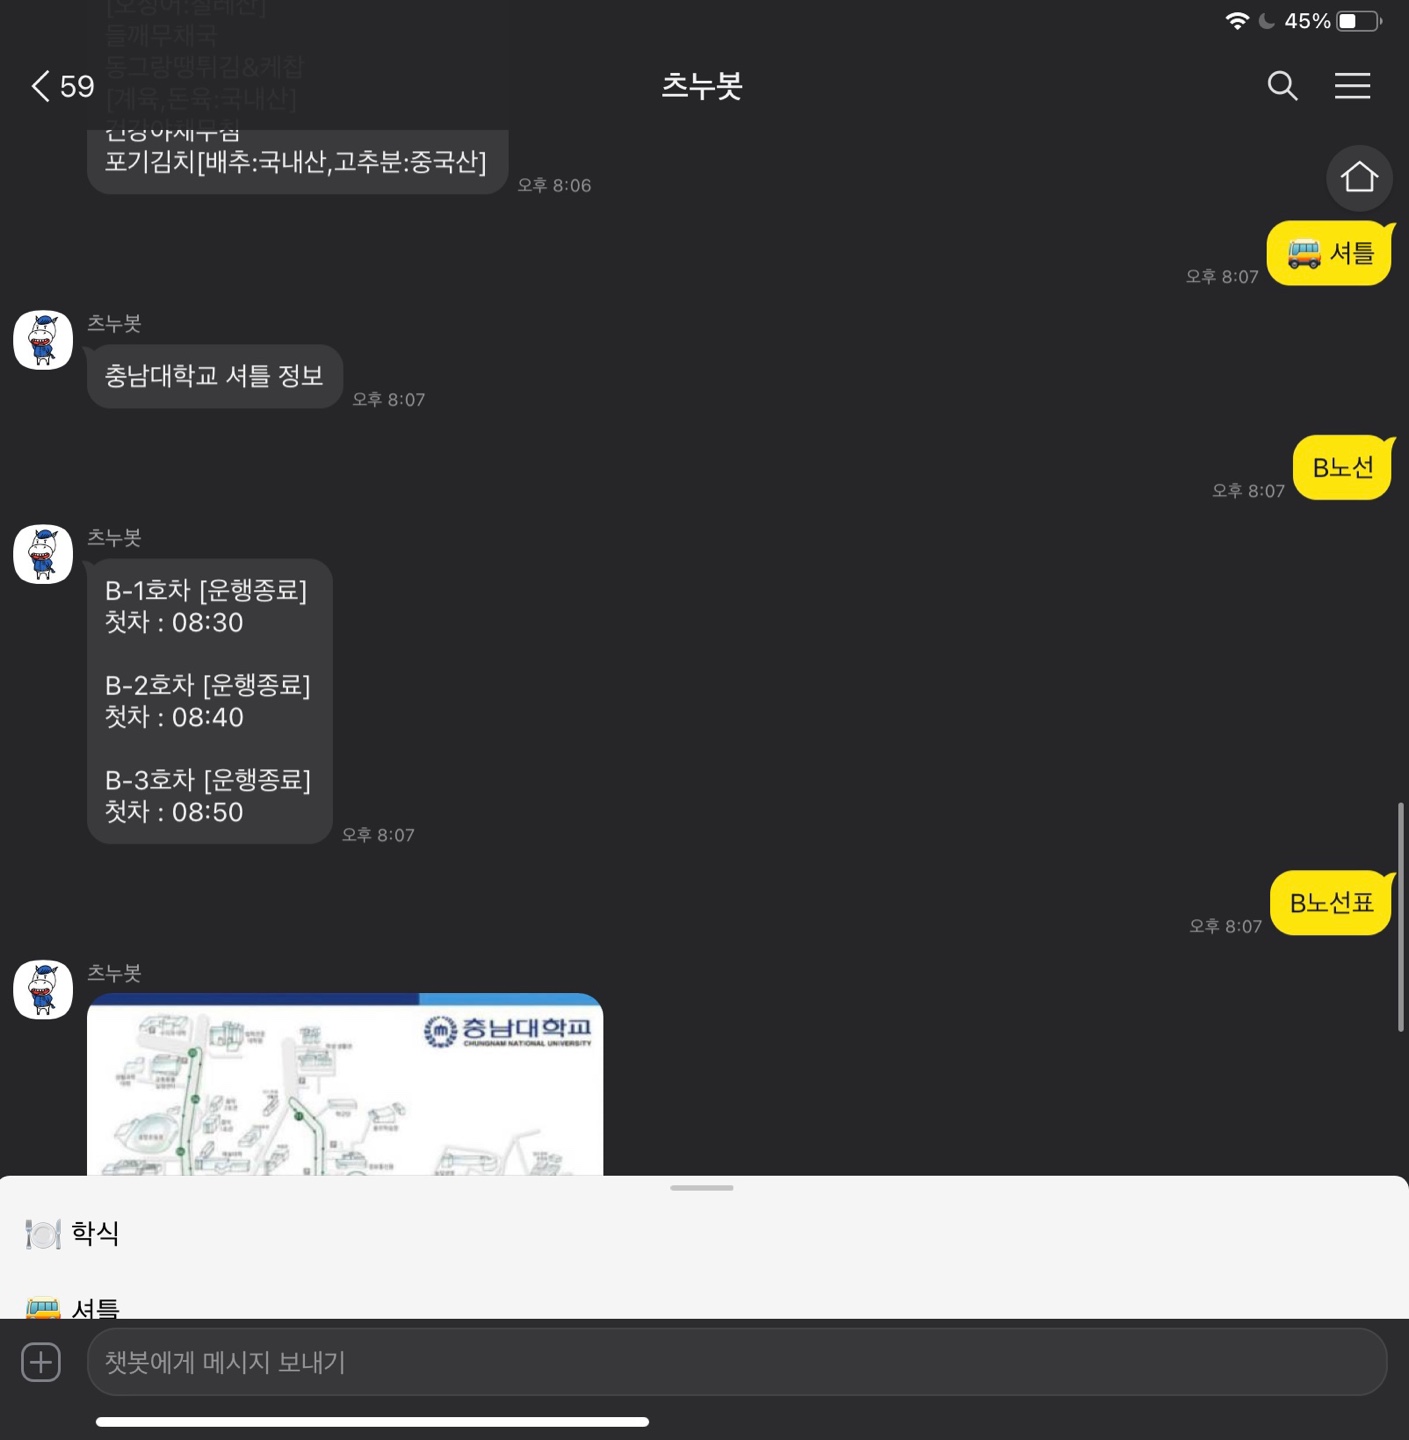 45%
들깨무채국
59
동그랑땡튀김&케찹
츠누봇
[계육,돈육:국내산]
건강야채무침
포기김치[배추:국내산,고추분:중국산]
오후 8:06
셔틀
오후 8:07
츠누봇
충남대학교 셔틀 정보
오후 8:07
B노선
오후 8:07
츠누봇
B-1호차 [운행종료]
첫차 : 08:30
B-2호차 [운행종료]
첫차 : 08:40
B-3호차 [운행종료]
첫차 : 08:50
오후 8:07
B노선표
오후 8:07
츠누봇
충남대학교
CHUNGNAM NATIONAL UNIVERSITY
학식
셔틀
챗봇에게 메시지 보내기